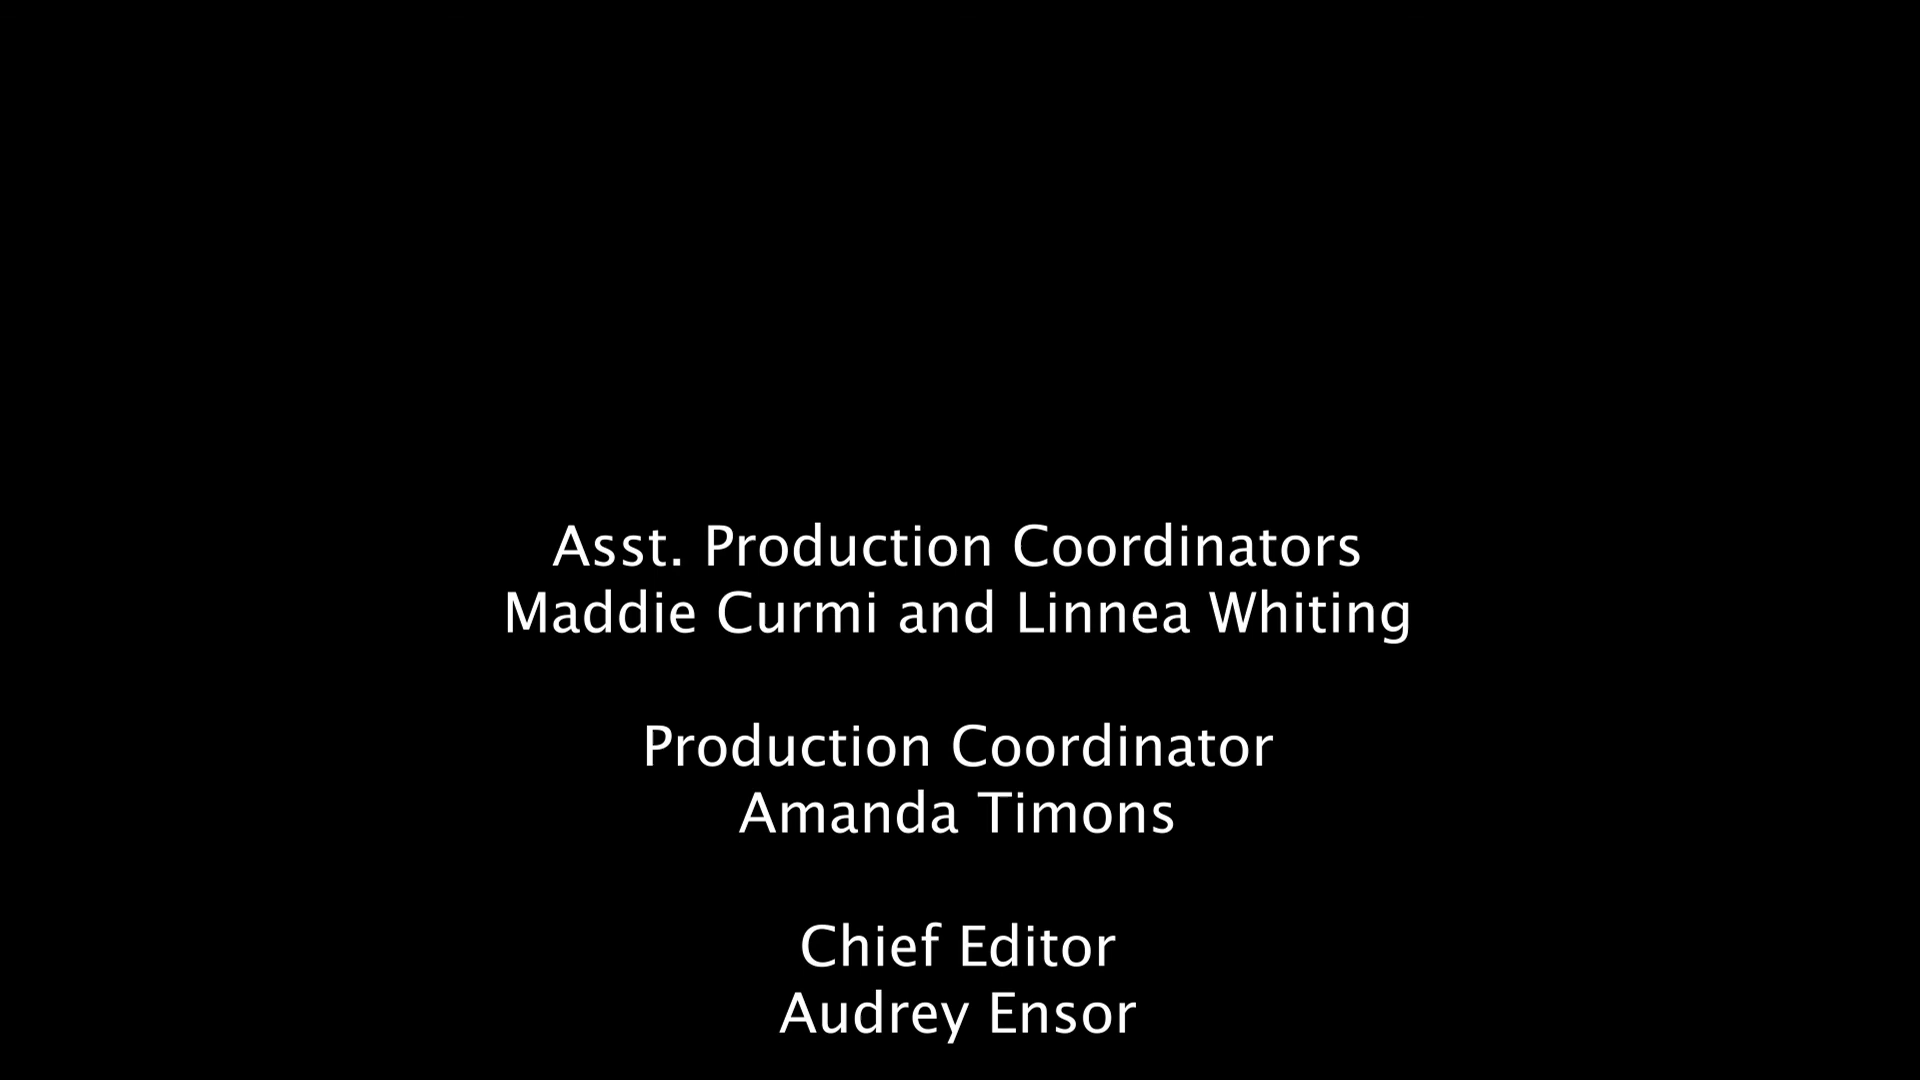 Asst. Production Coordinators
Maddie Curmi and Linnea Whiting
Production Coordinator
Amanda Timons
Chief Editor
Audrey Ensor